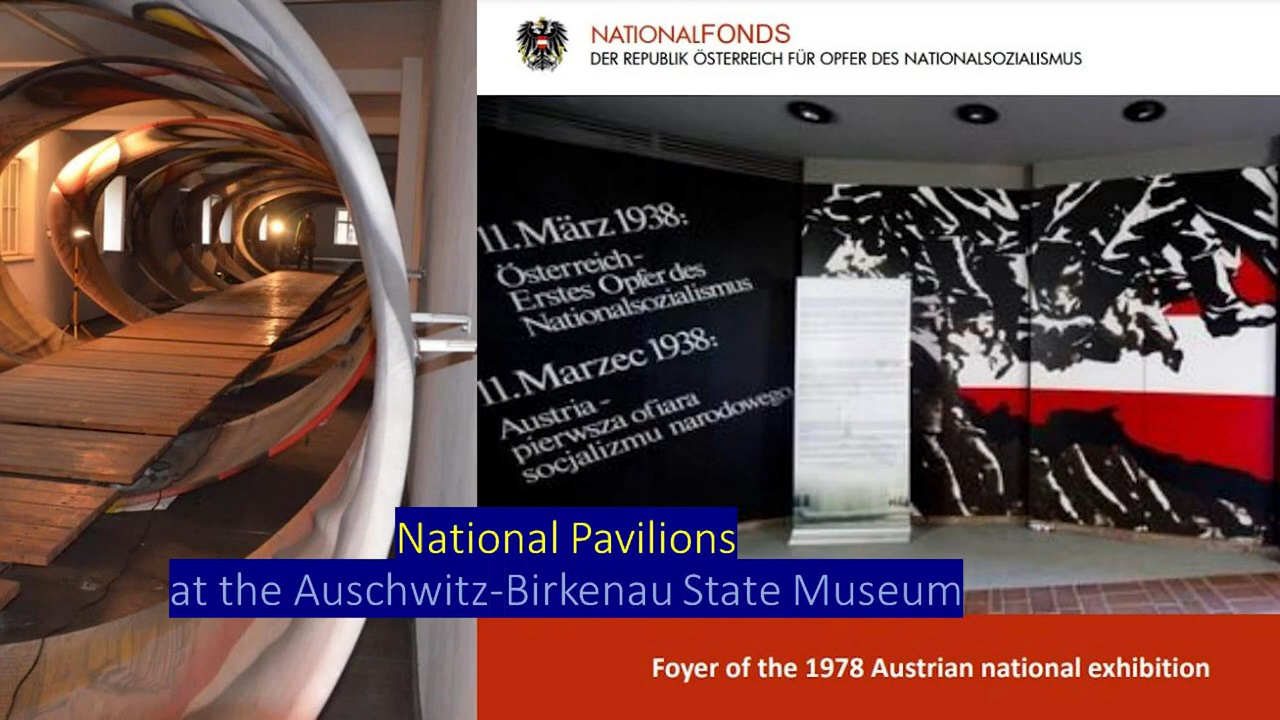 NATIONALFONDS
DER REPUBLIK ÖSTERREICH FÜR OPFER DES NATIONALSOZIALISMUS
11. März 1938:
Österreich-
Erstes Opfer des
Nationalsozialismus
11. Marzec 1938:
Austria -
pierwsza ofiara
socjalizmu narodowego
National Pavilions
at the Auschwitz-Birkenau State Museum
Foyer of the 1978 Austrian national exhibition